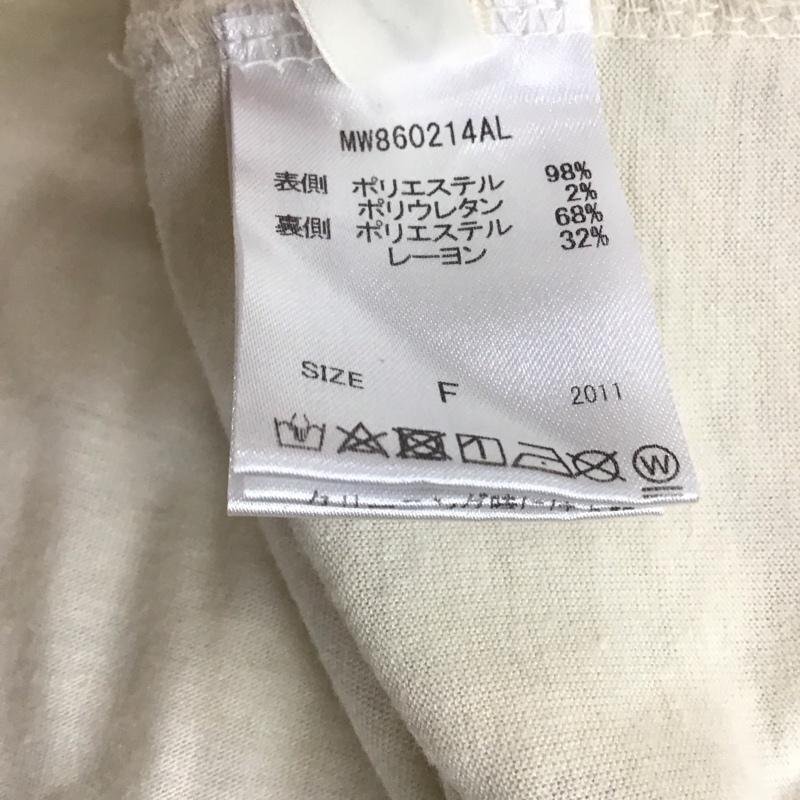 MW860214AL
表側 ポリエステル 98%
ポリウレタン 2%
裏側 ポリエステル 68%
レーヨン 32%
SIZE F 2011
W